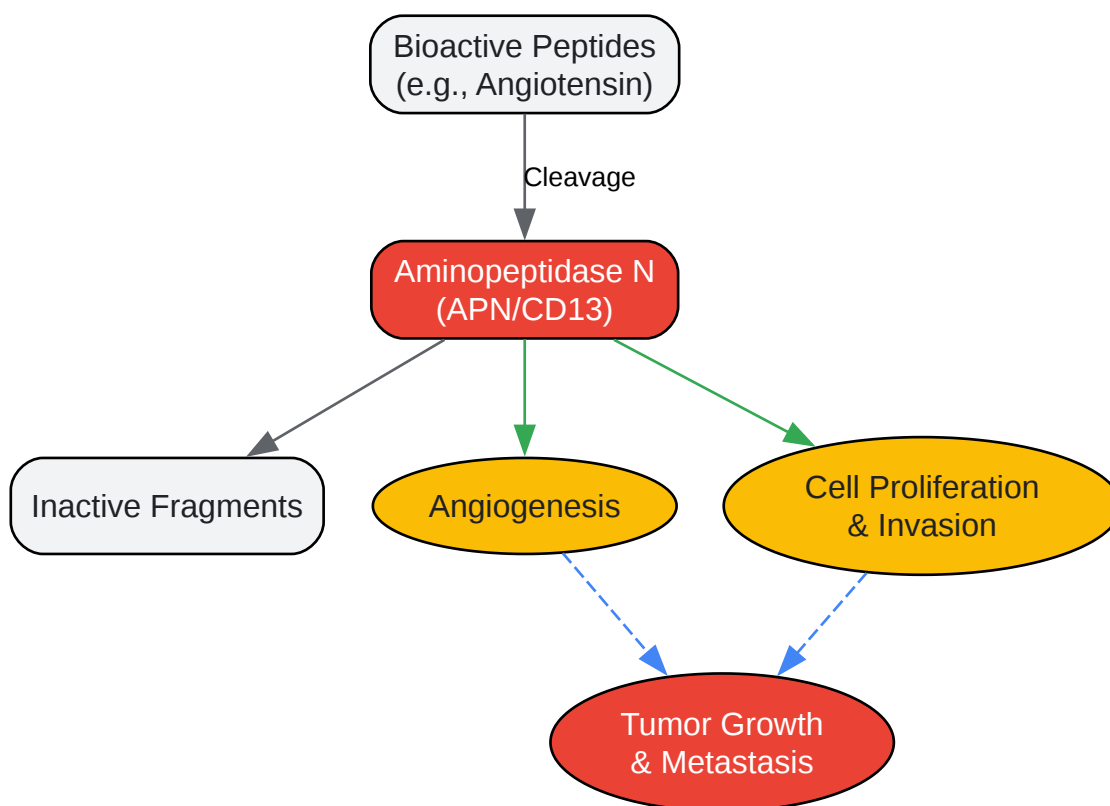 Bioactive Peptides
(e.g., Angiotensin)
Cleavage
Aminopeptidase N
(APN/CD13)
Inactive Fragments
Angiogenesis
Cell Proliferation
& Invasion
Tumor Growth
& Metastasis